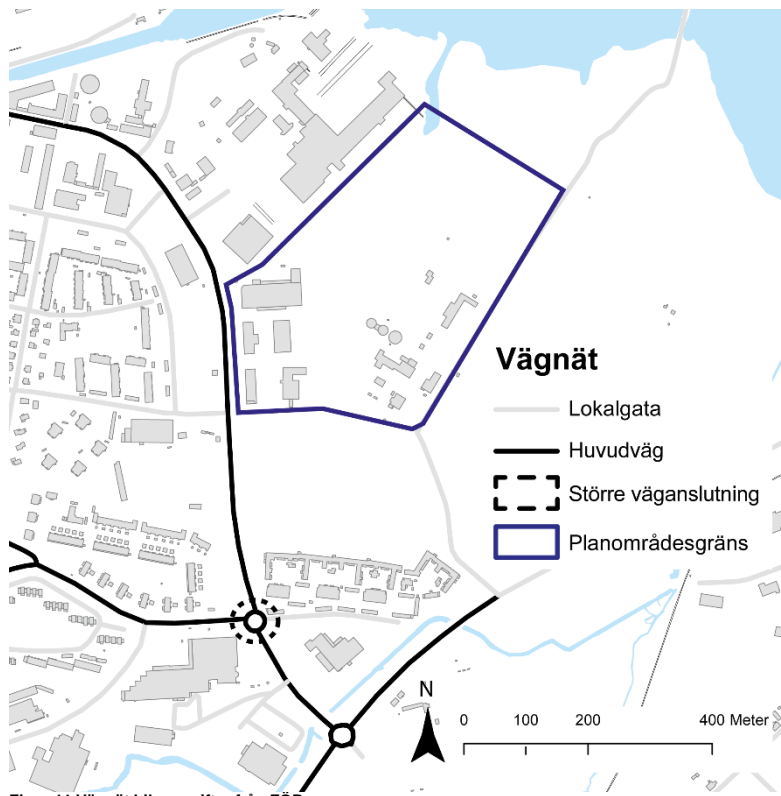 Vägnät
Lokalgata
Huvudväg
Större väganslutning
Planområdesgräns
N
0 100 200 400 Meter